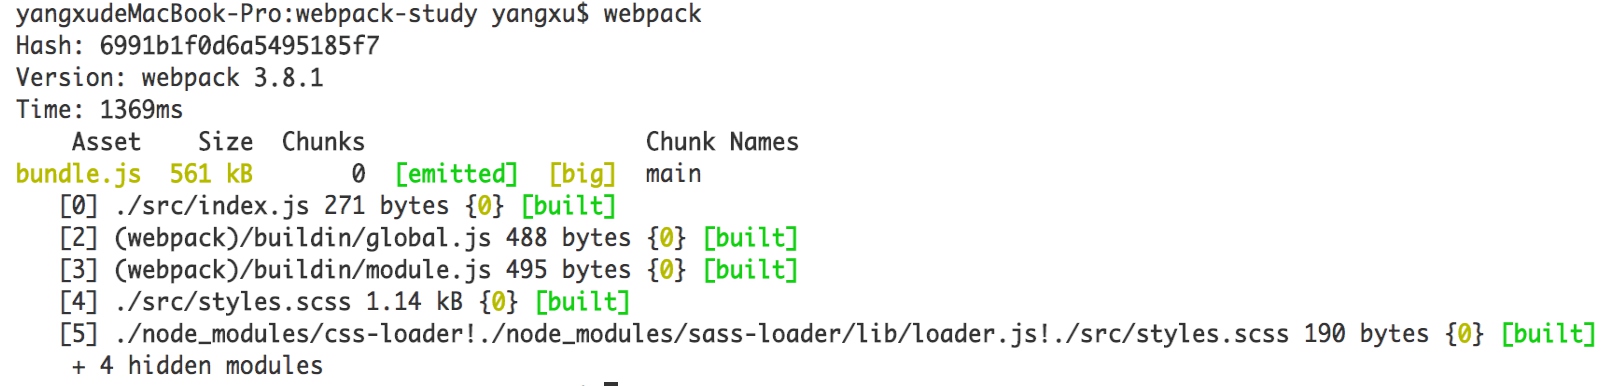 yangxudeMacBook-Pro:webpack-study yangxu$ webpack
Hash: 6991b1f0d6a5495185f7
Version: webpack 3.8.1
Time: 1369ms
    Asset    Size  Chunks                    Chunk Names
bundle.js  561 kB       0  [emitted]  [big]  main
   [0] ./src/index.js 271 bytes {0} [built]
   [2] (webpack)/buildin/global.js 488 bytes {0} [built]
   [3] (webpack)/buildin/module.js 495 bytes {0} [built]
   [4] ./src/styles.scss 1.14 kB {0} [built]
   [5] ./node_modules/css-loader!./node_modules/sass-loader/lib/loader.js!./src/styles.scss 190 bytes {0} [built]
    + 4 hidden modules